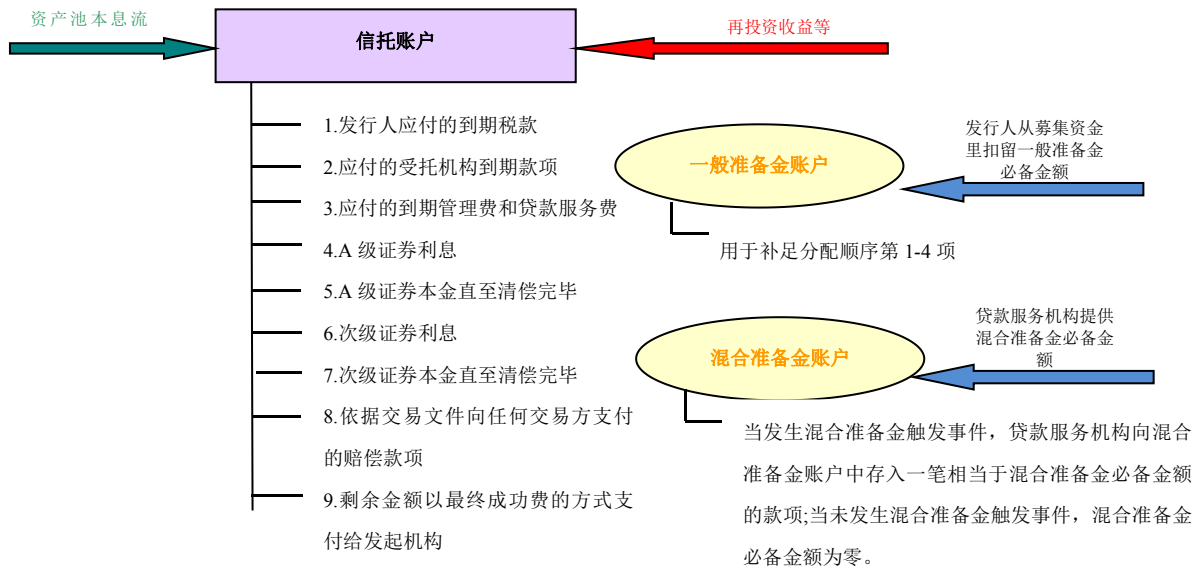 资产池本息流
信托账户
再投资收益等
1.发行人应付的到期税款
2.应付的受托机构到期款项
3.应付的到期管理费和贷款服务费
4.A 级证券利息
5.A 级证券本金直至清偿完毕
6.次级证券利息
7.次级证券本金直至清偿完毕
8.依据交易文件向任何交易方支付
的赔偿款项
9.剩余金额以最终成功费的方式支
付给发起机构
一般准备金账户
发行人从募集资金
里扣留一般准备金
必备金额
用于补足分配顺序第 1-4 项
混合准备金账户
贷款服务机构提供
混合准备金必备金
额
当发生混合准备金触发事件，贷款服务机构向混合
准备金账户中存入一笔相当于混合准备金必备金额
的款项;当未发生混合准备金触发事件，混合准备金
必备金额为零。